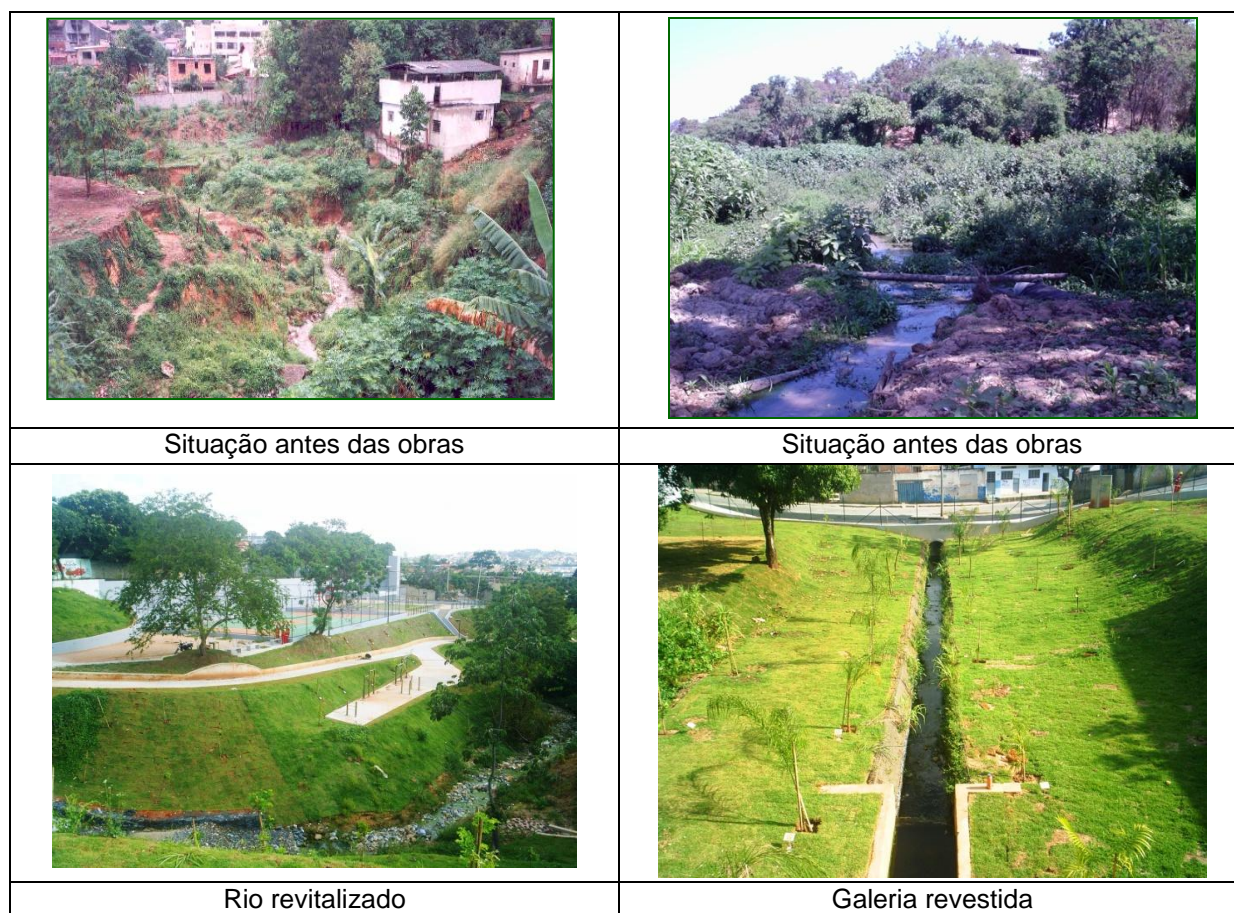 Situação antes das obras
Situação antes das obras
Rio revitalizado
Galeria revestida